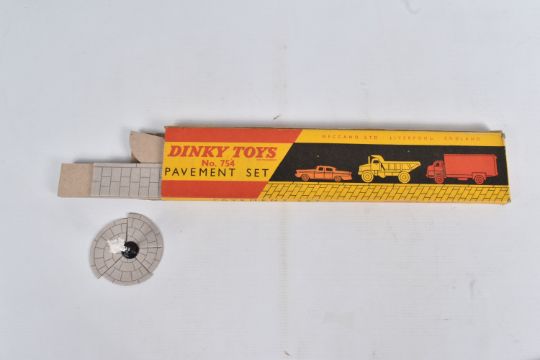 MECCANO LTD. LIVERPOOL, ENGLAND
DINKY TOYS
No. 754
PAVEMENT SET